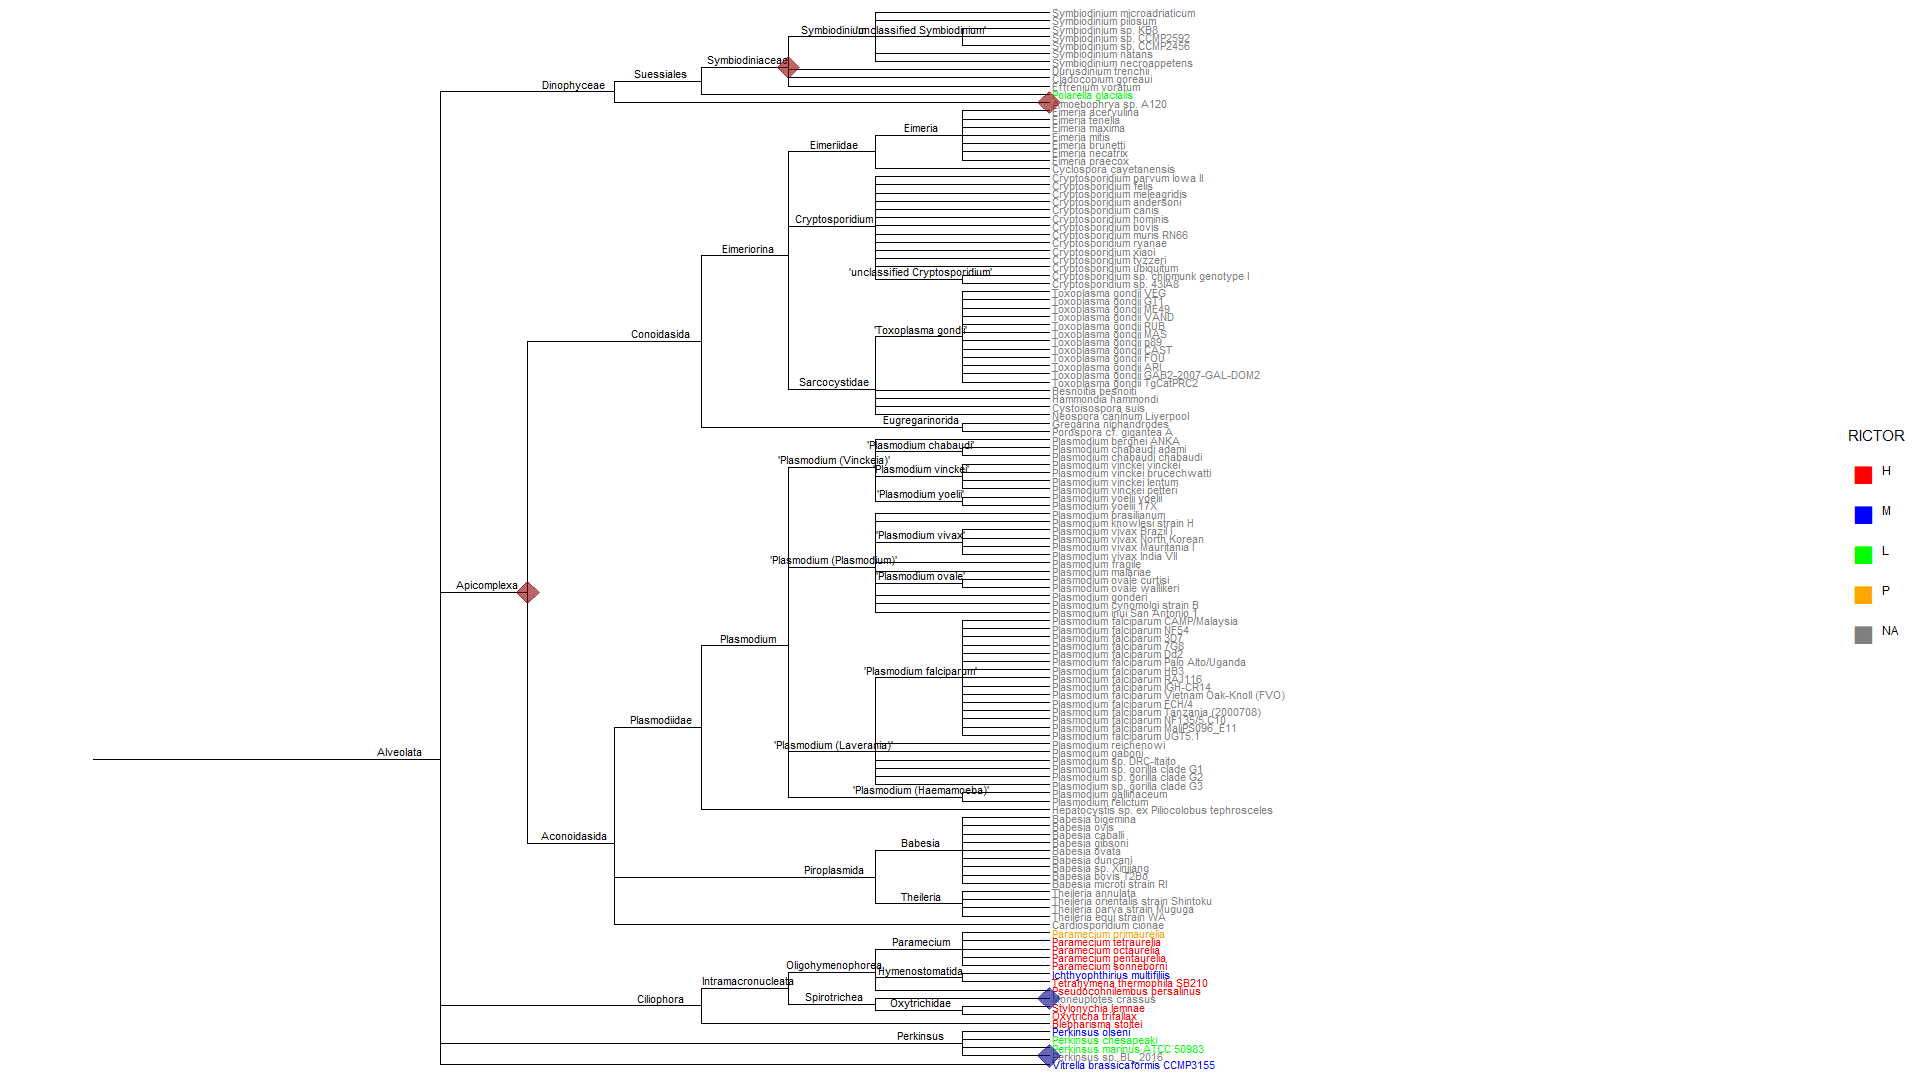 Symbiodinium microadriaticum
Symbiodinium pilosum
Symbiodinium 'unclassified Symbiodinium' Symbiodinium sp. KB8
Symbiodinium sp. CCMP2592
Symbiodinium sp. CCMP2456
Symbiodinium natans
Symbiodiniaceae Symbiodinium necroappetens
Suessiales Durusdinium trenchii
Cladocopium goreaui
Dinophyceae Effrenium voratum
Polarella glacialis
Amoebophrya sp. A120
Eimeria acervulina
Eimeria tenella
Eimeria Eimeria maxima
Eimeria mitis
Eimeriidae Eimeria brunetti
Eimeria necatrix
Eimeria praecox
Cyclospora cayetanensis
Cryptosporidium parvum Iowa II
Cryptosporidium felis
Cryptosporidium meleagridis
Cryptosporidium andersoni
Cryptosporidium canis
Cryptosporidium Cryptosporidium hominis
Cryptosporidium bovis
Cryptosporidium muris RN66
Cryptosporidium ryanae
Eimeriorina Cryptosporidium xiaoi
Cryptosporidium tyzzeri
Cryptosporidium ubiquitum
'unclassified Cryptosporidium' Cryptosporidium sp. chipmunk genotype I
Cryptosporidium sp. 43IA8
Toxoplasma gondii VEG
Toxoplasma gondii GT1
Toxoplasma gondii ME49
Toxoplasma gondii VAND
'Toxoplasma gondii' Toxoplasma gondii RUB
Conoidasida Toxoplasma gondii MAS
Toxoplasma gondii p89
Toxoplasma gondii CAST
Toxoplasma gondii FOU
Toxoplasma gondii ARI
Toxoplasma gondii GAB2-2007-GAL-DOM2
Sarcocystidae Toxoplasma gondii TgCatPRC2
Besnoitia besnoiti
Hammondia hammondi
Cystoisospora suis
Neospora caninum Liverpool
Eugregarinorida Gregarina niphandrodes
Porospora cf. gigantea A
Plasmodium berghei ANKA
'Plasmodium chabaudi' Plasmodium chabaudi adami
Plasmodium chabaudi chabaudi
'Plasmodium (Vinckeia)' Plasmodium vinckei vinckei
'Plasmodium vinckei' Plasmodium vinckei brucechwatti
Plasmodium vinckei lentum
Plasmodium vinckei petteri
'Plasmodium yoelii' Plasmodium yoelii yoelii
Plasmodium yoelii 17X
Plasmodium brasilianum
Plasmodium knowlesi strain H
'Plasmodium vivax' Plasmodium vivax Brazil I
Plasmodium vivax North Korean
Plasmodium vivax Mauritania I
'Plasmodium (Plasmodium)' Plasmodium vivax India VII
Plasmodium fragile
Plasmodium malariae
'Plasmodium ovale' Plasmodium ovale curtisi
Plasmodium ovale wallikeri
Apicomplexa Plasmodium gonderi
Plasmodium cynomolgi strain B
Plasmodium inui San Antonio 1
Plasmodium falciparum CAMP/Malaysia
Plasmodium falciparum NF54
Plasmodium Plasmodium falciparum 3D7
Plasmodium falciparum 7G8
Plasmodium falciparum Dd2
Plasmodium falciparum Palo Alto/Uganda
'Plasmodium falciparum' Plasmodium falciparum HB3
Plasmodium falciparum RAJ116
Plasmodium falciparum IGH-CR14
Plasmodium falciparum Vietnam Oak-Knoll (FVO)
Plasmodium falciparum FCH/4
Plasmodium falciparum Tanzania (2000708)
Plasmodiidae Plasmodium falciparum NF135/5.C10
Plasmodium falciparum MaliPS096_E11
Plasmodium falciparum UGT5.1
'Plasmodium (Laverania)' Plasmodium reichenowi
Alveolata Plasmodium gaboni
Plasmodium sp. DRC-Itaito
Plasmodium sp. gorilla clade G1
Plasmodium sp. gorilla clade G2
Plasmodium sp. gorilla clade G3
'Plasmodium (Haemamoeba)' Plasmodium gallinaceum
Plasmodium relictum
Hepatocystis sp. ex Piliocolobus tephrosceles
Babesia bigemina
Babesia ovis
Aconoidasida Babesia caballi
Babesia Babesia gibsoni
Babesia ovata
Babesia duncani
Piroplasmida Babesia sp. Xinjiang
Babesia bovis T2Bo
Babesia microti strain RI
Theileria Theileria annulata
Theileria orientalis strain Shintoku
Theileria parva strain Muguga
Theileria equi strain WA
Cardiosporidium cionae
Paramecium primaurelia
Paramecium Paramecium tetraurelia
Paramecium octaurelia
Paramecium pentaurelia
Oligohymenophorea Paramecium sonneborni
Hymenostomatida Ichthyophthirius multifiliis
Intramacronucleata Tetrahymena thermophila SB210
Pseudocohnilembus persalinus
Ciliophora Spirotrichea Moneuplotes crassus
Oxytrichidae Stylonychia lemnae
Oxytricha trifallax
Blepharisma stoltei
Perkinsus Perkinsus olseni
Perkinsus chesapeaki
Perkinsus marinus ATCC 50983
Perkinsus sp. BL_2016
Vitrella brassicaformis CCMP3155
RICTOR
H
M
L
P
NA